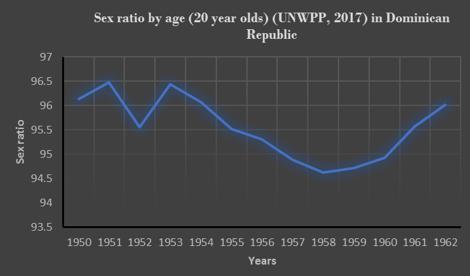 Sex ratio by age (20 year olds) (UNWPP, 2017) in Dominican
Republic
97
96.5
96
95.5
95
94.5
94
93.5
Sex ratio
1950 1951 1952 1953 1954 1955 1956 1957 1958 1959 1960 1961 1962
Years